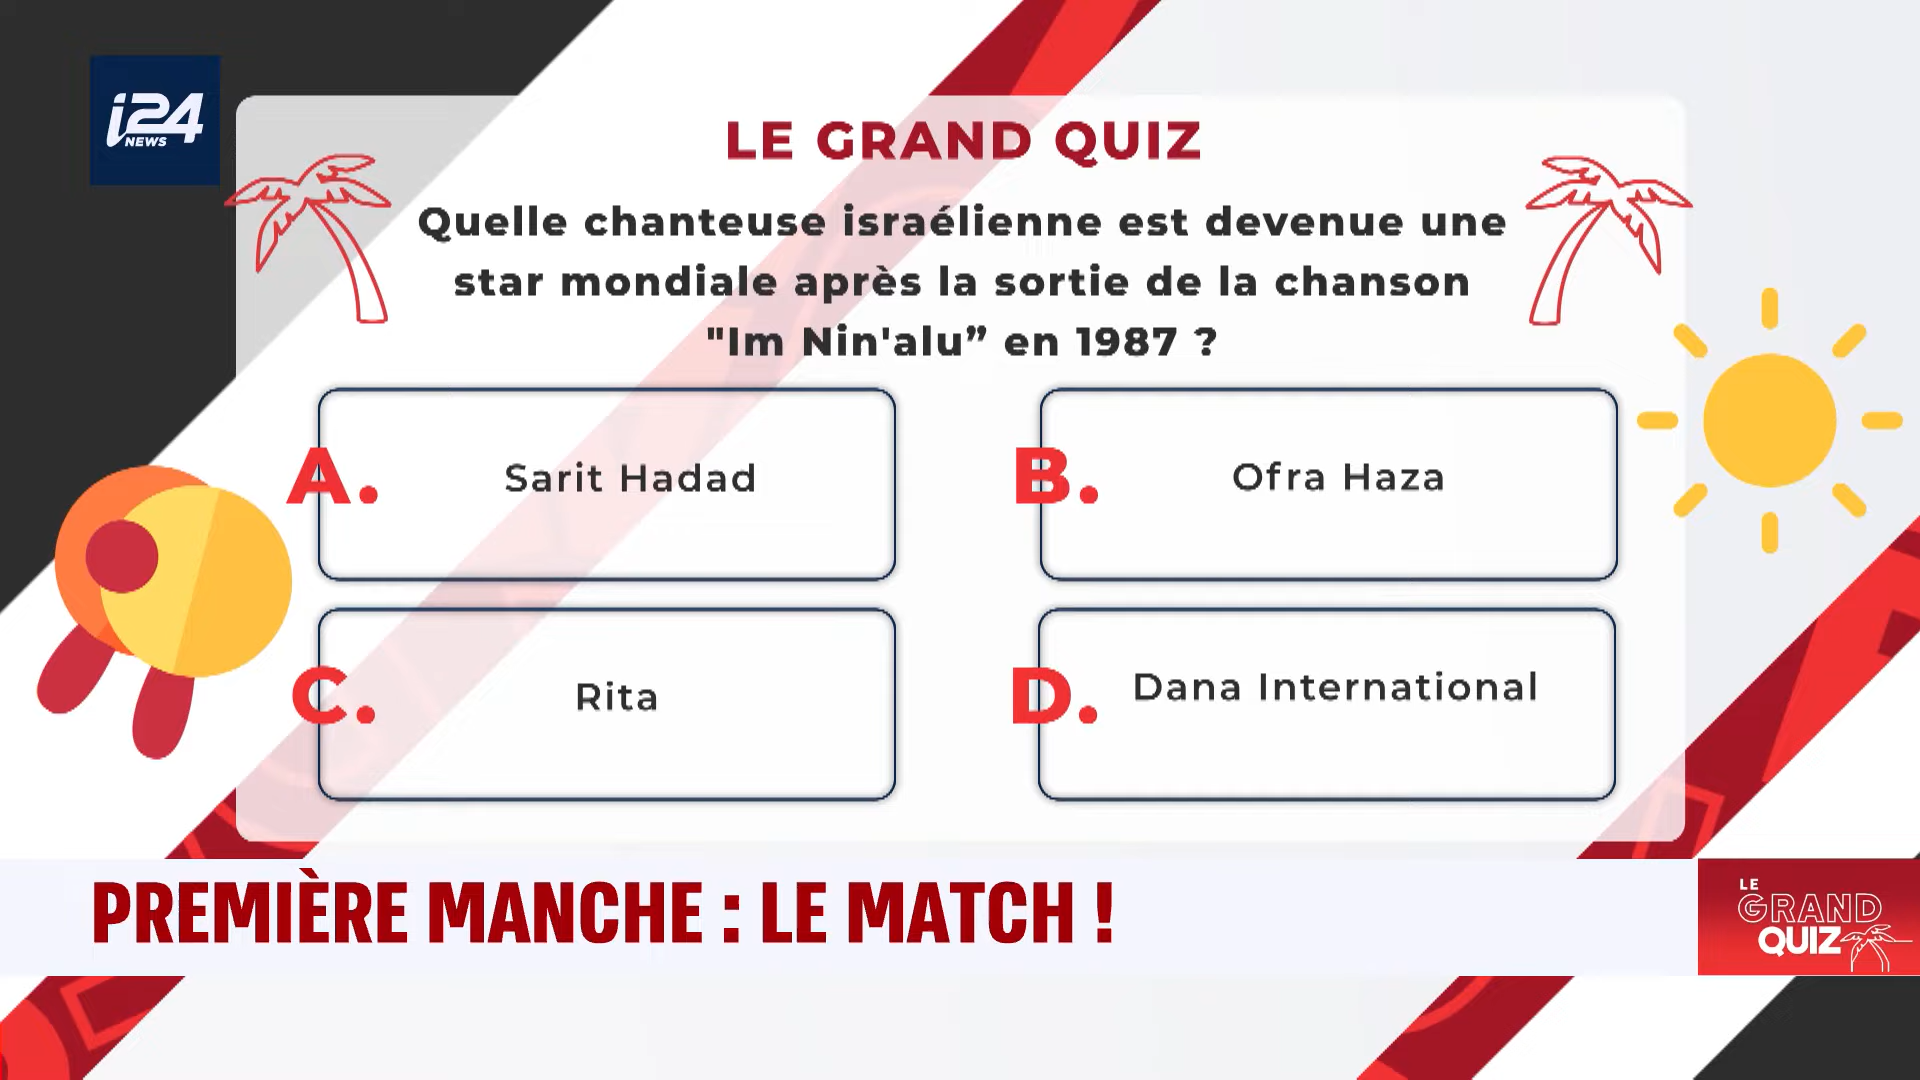 i24
NEWS
LE GRAND QUIZ
Quelle chanteuse israélienne est devenue une
star mondiale après la sortie de la chanson
"Im Nin'alu” en 1987 ?
A. Sarit Hadad
B. Ofra Haza
C. Rita
D. Dana International
PREMIÈRE MANCHE : LE MATCH !
LE
GRAND
QUIZ